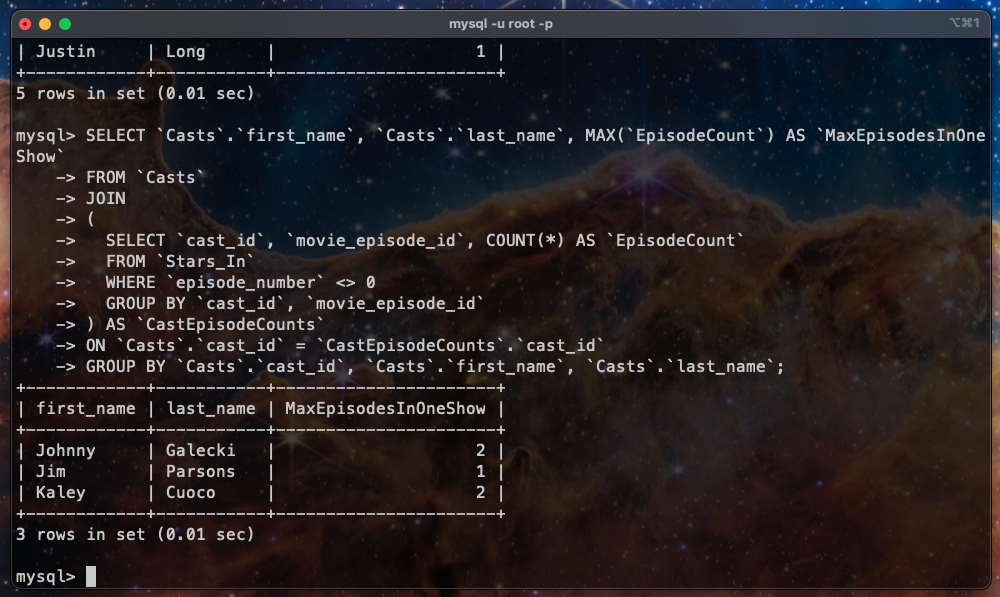 mysql -u root -p
⌥⌘1
| Justin     | Long      |                     1 |
+------------+-----------+-----------------------+
5 rows in set (0.01 sec)
mysql> SELECT `Casts`.`first_name`, `Casts`.`last_name`, MAX(`EpisodeCount`) AS `MaxEpisodesInOne
Show`
    -> FROM `Casts`
    -> JOIN
    -> (
    ->   SELECT `cast_id`, `movie_episode_id`, COUNT(*) AS `EpisodeCount`
    ->   FROM `Stars_In`
    ->   WHERE `episode_number` <> 0
    ->   GROUP BY `cast_id`, `movie_episode_id`
    -> ) AS `CastEpisodeCounts`
    -> ON `Casts`.`cast_id` = `CastEpisodeCounts`.`cast_id`
    -> GROUP BY `Casts`.`cast_id`, `Casts`.`first_name`, `Casts`.`last_name`;
+------------+-----------+----------------------+
| first_name | last_name | MaxEpisodesInOneShow |
+------------+-----------+----------------------+
| Johnny     | Galecki   |                    2 |
| Jim        | Parsons   |                    1 |
| Kaley      | Cuoco     |                    2 |
+------------+-----------+----------------------+
3 rows in set (0.01 sec)
mysql>